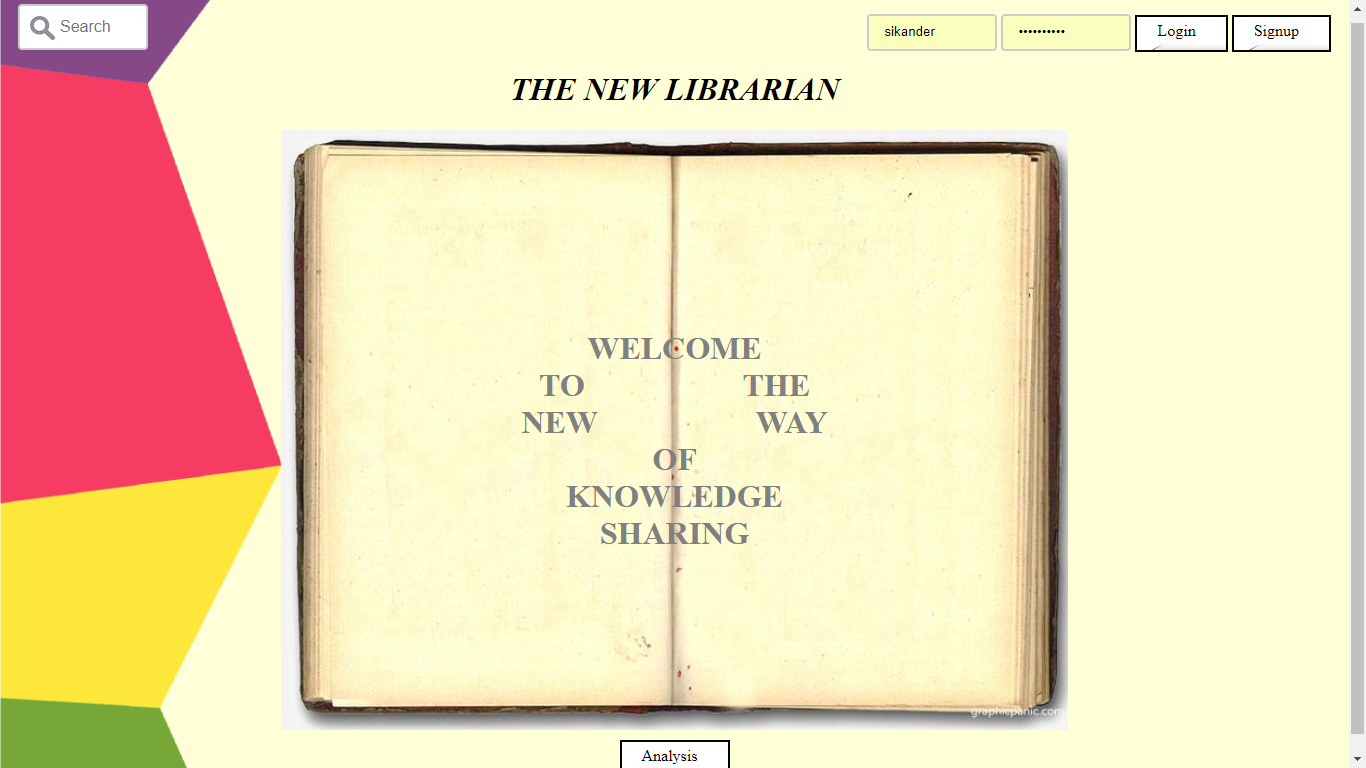 Search
sikander
••••••••••
Login
Signup
THE NEW LIBRARIAN
WELCOME
TO THE
NEW WAY
OF
KNOWLEDGE
SHARING
graphicpanic.com
Analysis